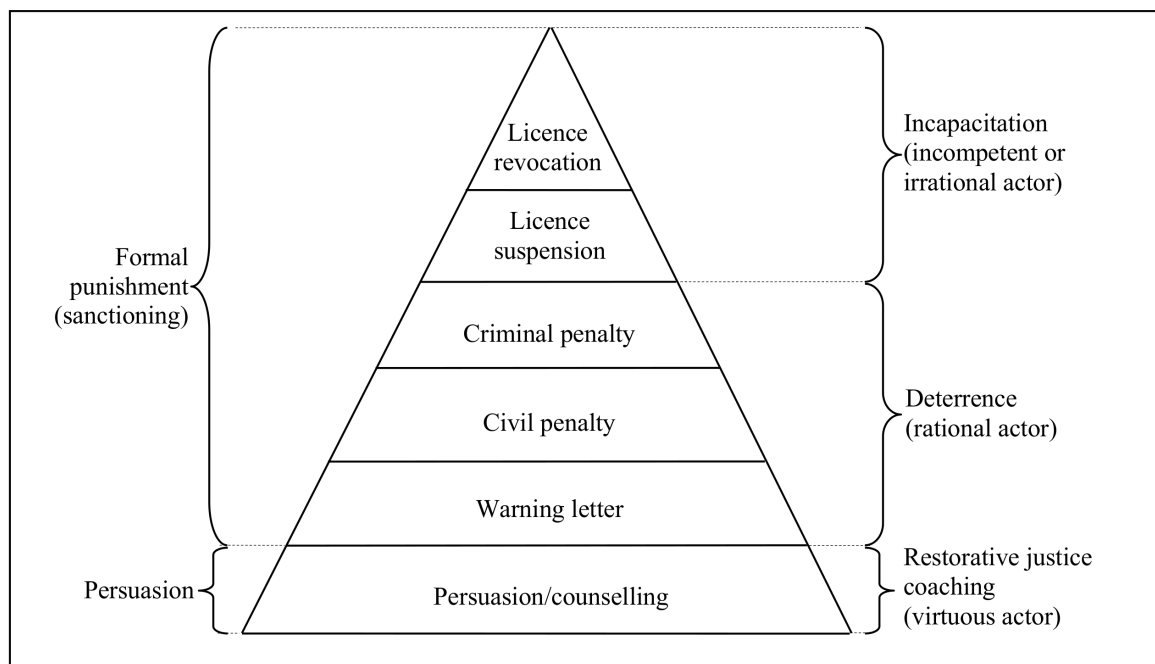 Licence
revocation
Licence
suspension
Criminal penalty
Civil penalty
Warning letter
Persuasion/counselling
Formal
punishment
(sanctioning)
Persuasion
Incapacitation
(incompetent or
irrational actor)
Deterrence
(rational actor)
Restorative justice
coaching
(virtuous actor)